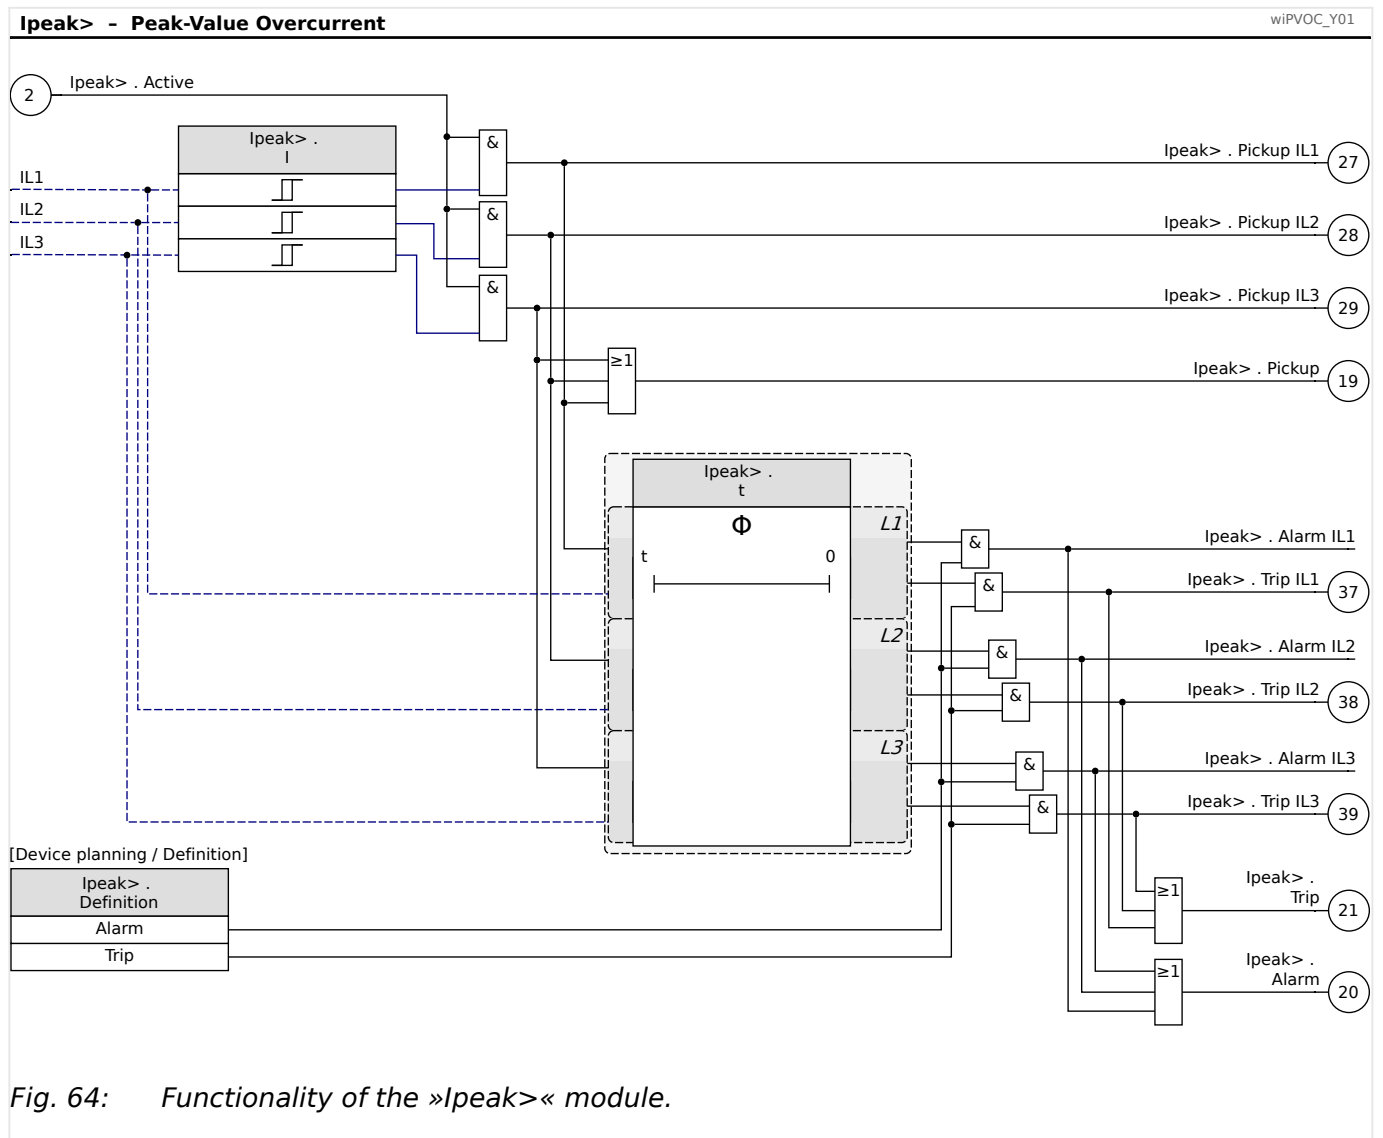 Ipeak> – Peak-Value Overcurrent
wiPVOC_Y01
2
Ipeak> . Active
Ipeak> .
I
IL1
IL2
IL3
&
&
&
Ipeak> . Pickup IL1
27
Ipeak> . Pickup IL2
28
Ipeak> . Pickup IL3
29
≥1
Ipeak> . Pickup
19
Ipeak> .
t
Φ
t
0
L1
L2
L3
&
Ipeak> . Alarm IL1
&
Ipeak> . Trip IL1
37
&
Ipeak> . Alarm IL2
&
Ipeak> . Trip IL2
38
&
Ipeak> . Alarm IL3
&
Ipeak> . Trip IL3
39
[Device planning / Definition]
Ipeak> .
Definition
Alarm
Trip
≥1
Ipeak> .
Trip
21
≥1
Ipeak> .
Alarm
20
Fig. 64: Functionality of the »Ipeak>« module.